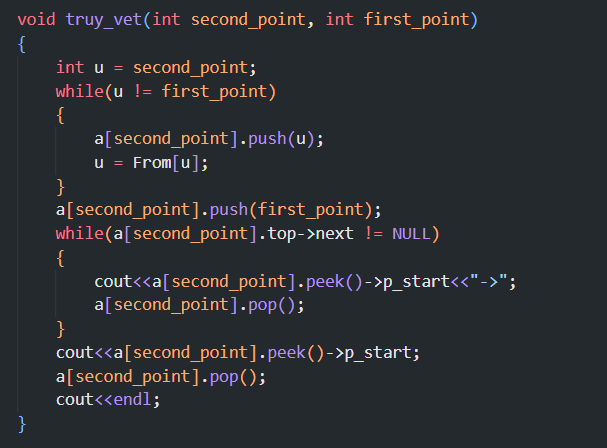 void truy_vet(int second_point, int first_point)
{
    int u = second_point;
    while(u != first_point)
    {
        a[second_point].push(u);
        u = From[u];
    }
    a[second_point].push(first_point);
    while(a[second_point].top->next != NULL)
    {
        cout<<a[second_point].peek()->p_start<<"->";
        a[second_point].pop();
    }
    cout<<a[second_point].peek()->p_start;
    a[second_point].pop();
    cout<<endl;
}